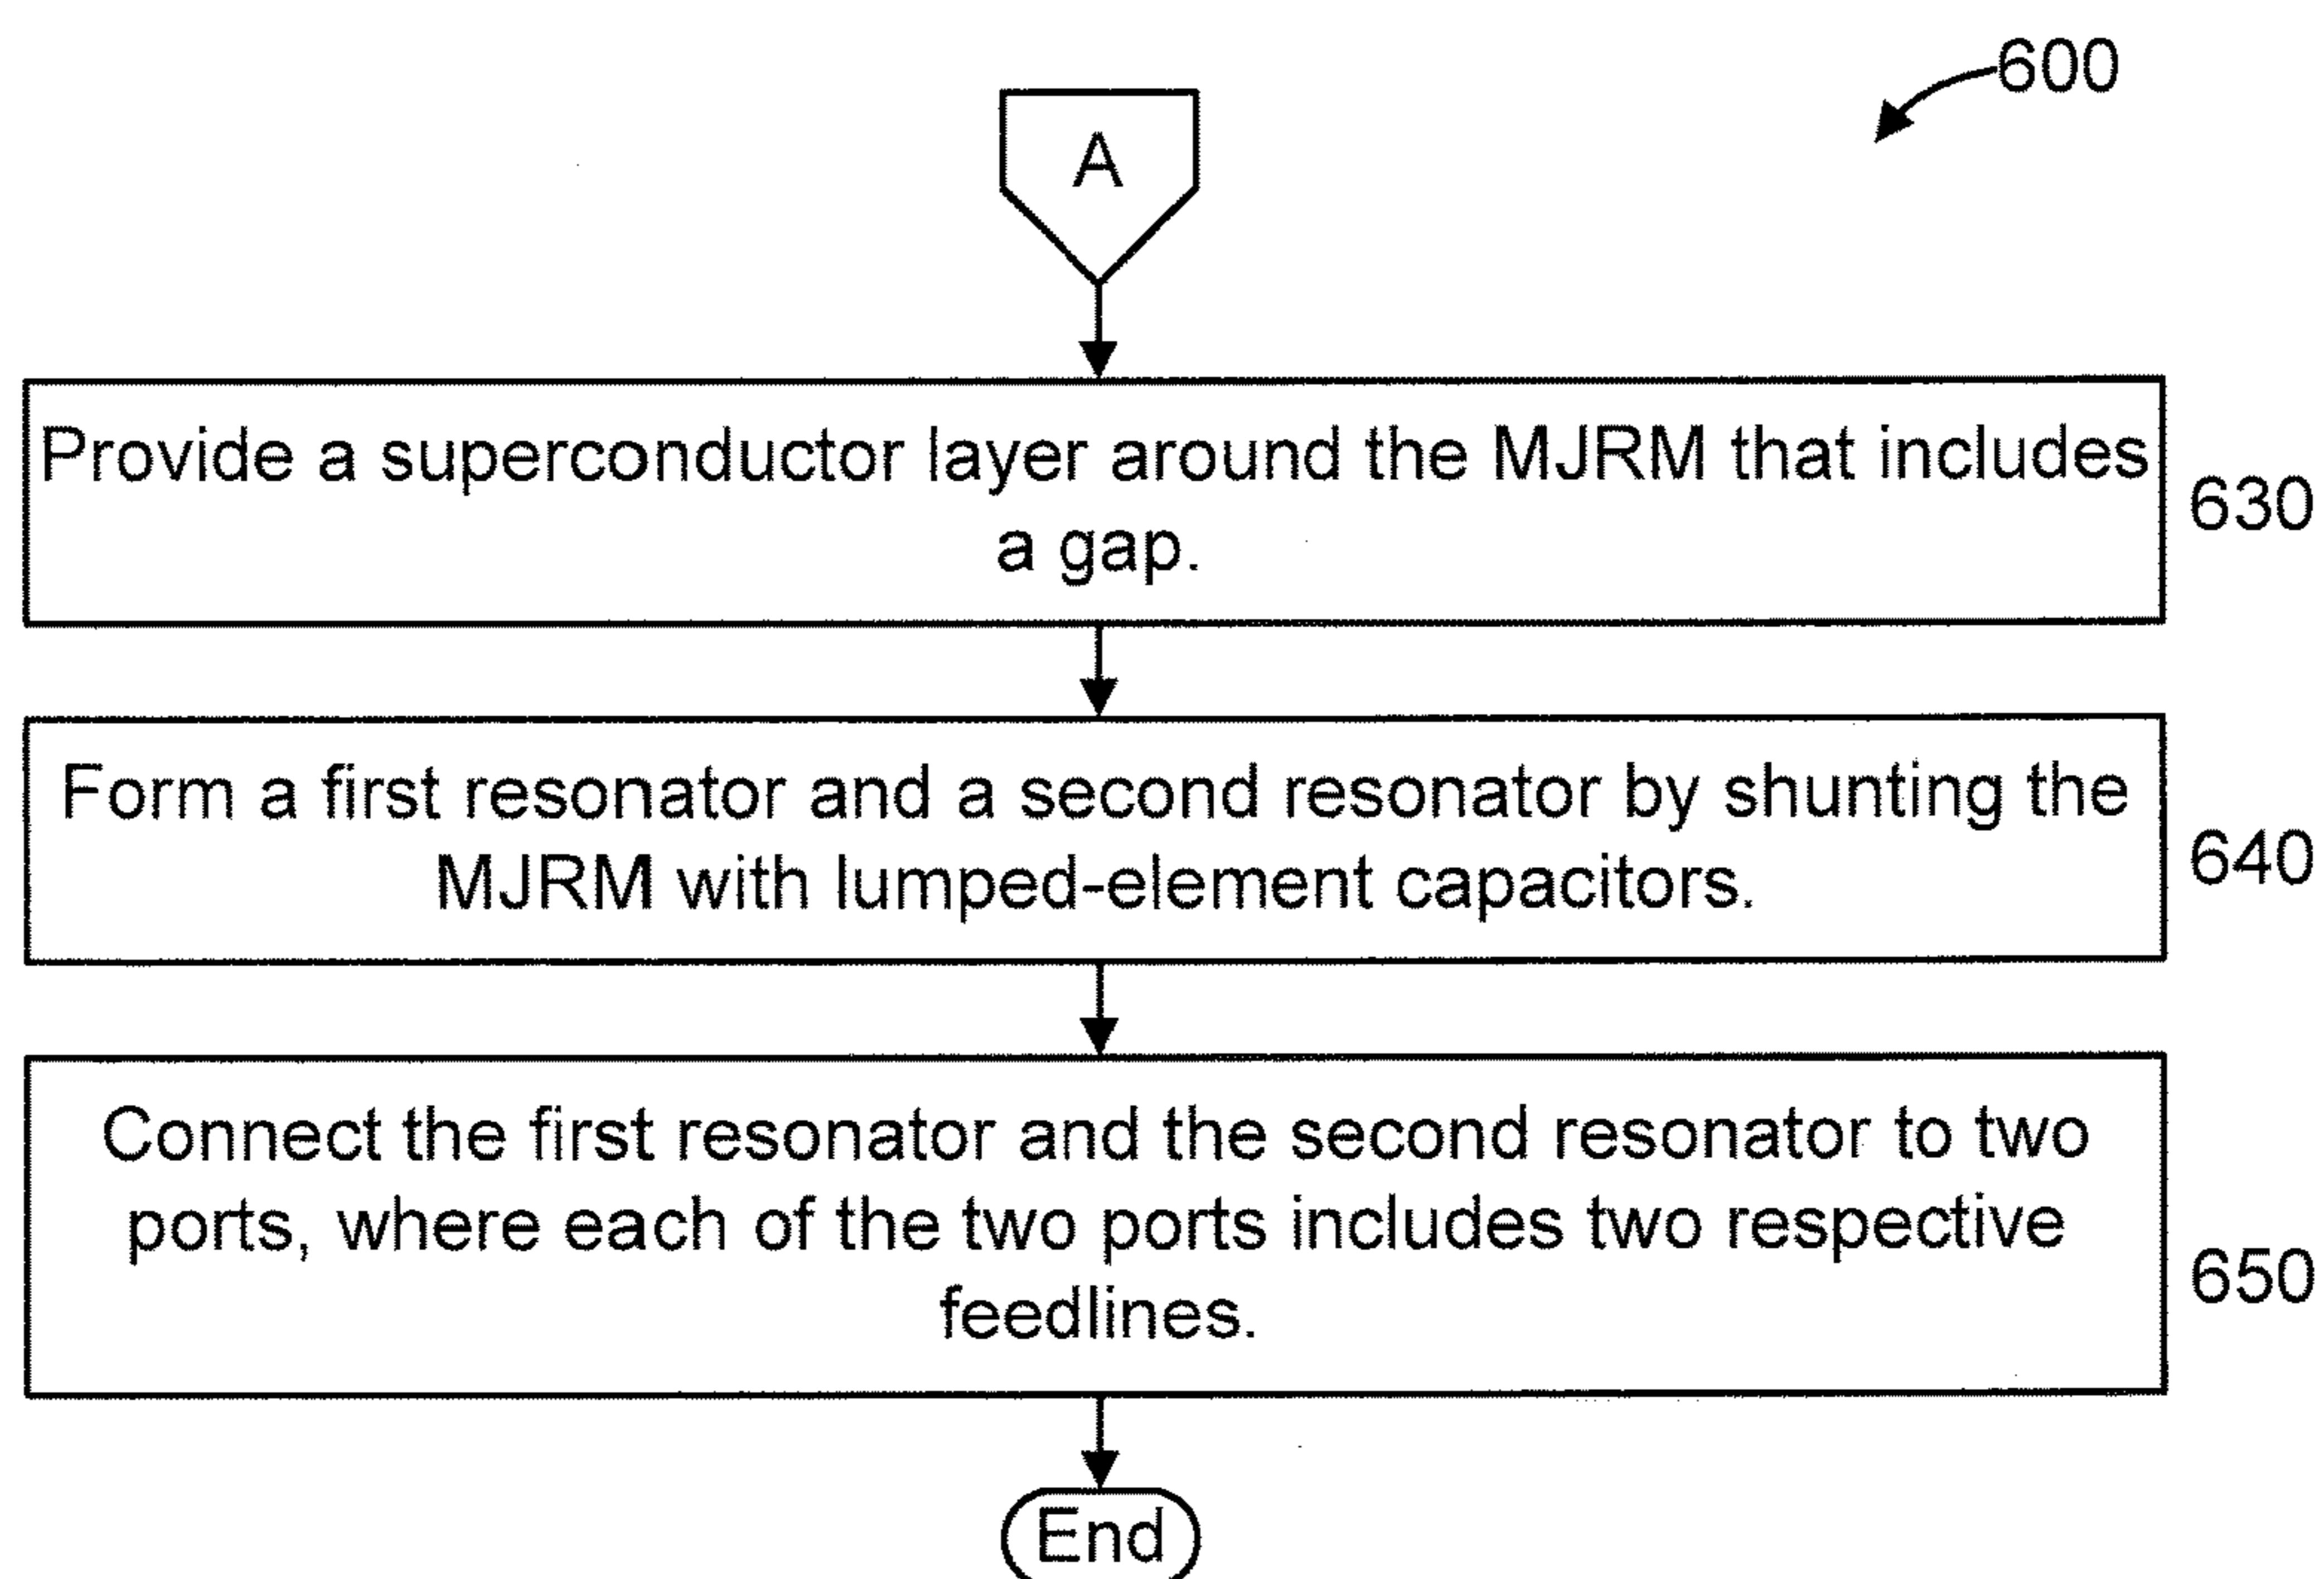 600
A
Provide a superconductor layer around the MJRM that includes
a gap.
630
Form a first resonator and a second resonator by shunting the
MJRM with lumped-element capacitors.
640
Connect the first resonator and the second resonator to two
ports, where each of the two ports includes two respective
feedlines.
650
End